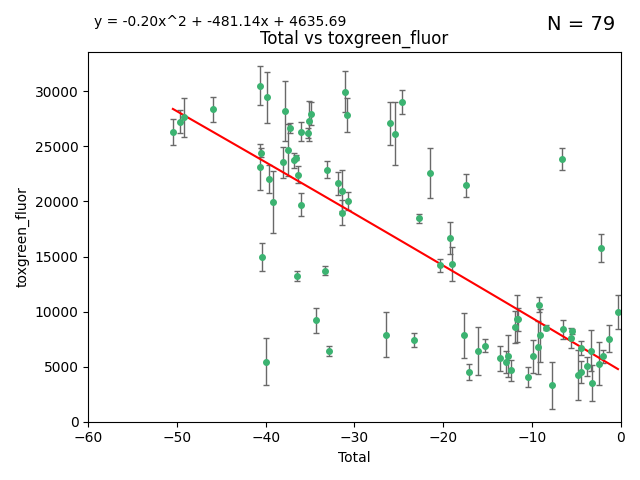 y = -0.20x^2 + -481.14x + 4635.69
N = 79
Total vs toxgreen_fluor
30000
25000
20000
15000
10000
5000
0
toxgreen_fluor
−60
−50
−40
−30
−20
−10
0
Total